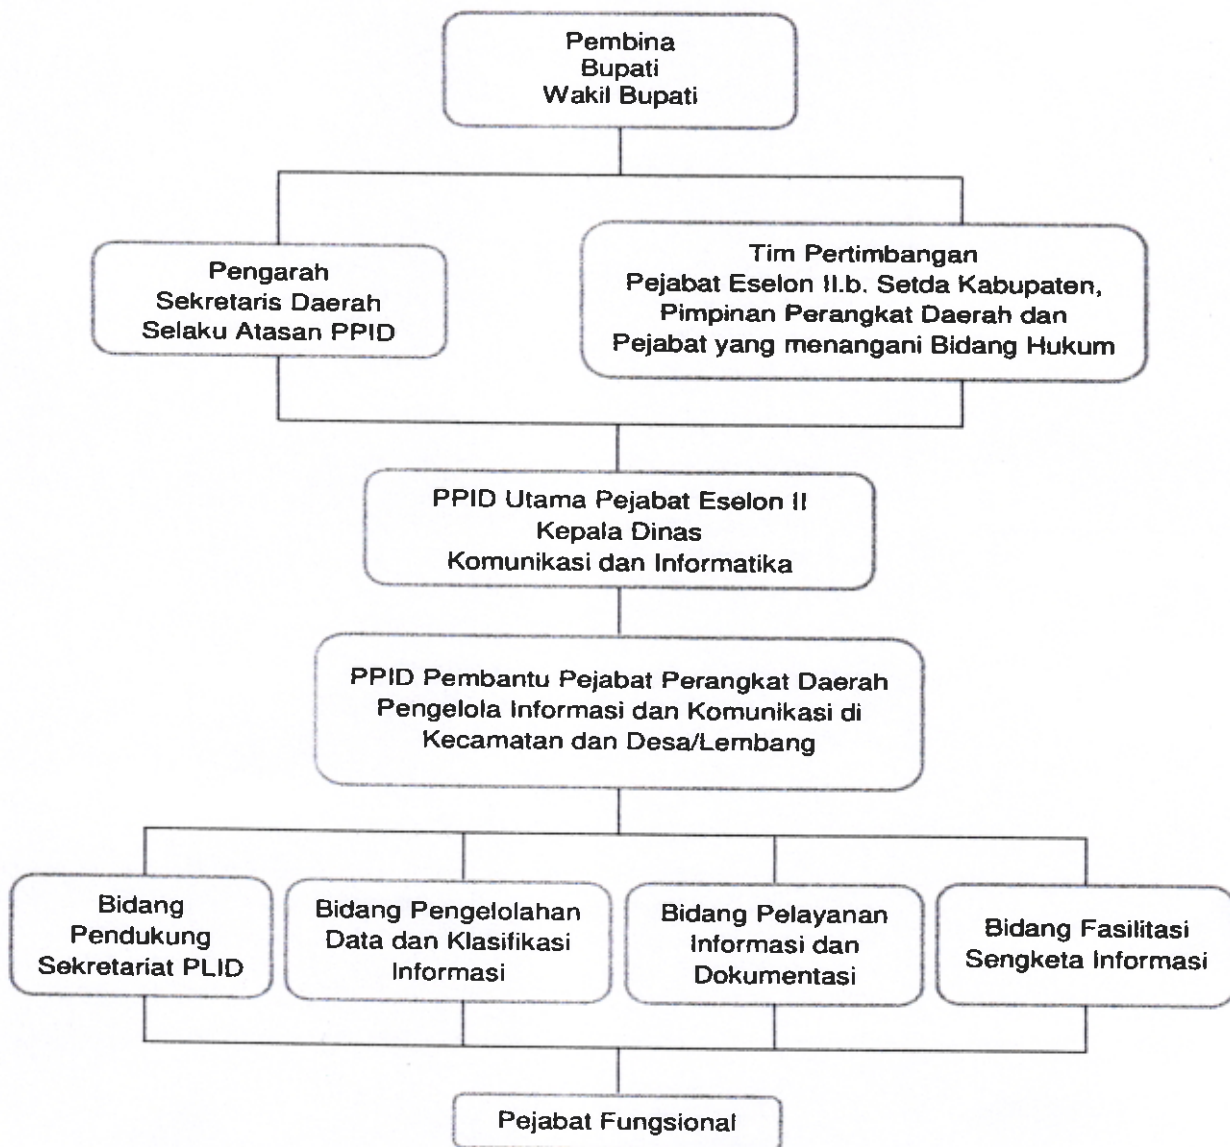 Pembina
Bupati
Wakil Bupati
Pengarah
Sekretaris Daerah
Selaku Atasan PPID
Tim Pertimbangan
Pejabat Eselon II.b. Setda Kabupaten,
Pimpinan Perangkat Daerah dan
Pejabat yang menangani Bidang Hukum
PPID Utama Pejabat Eselon II
Kepala Dinas
Komunikasi dan Informatika
PPID Pembantu Pejabat Perangkat Daerah
Pengelola Informasi dan Komunikasi di
Kecamatan dan Desa/Lembang
Bidang
Pendukung
Sekretariat PLID
Bidang Pengelolahan
Data dan Klasifikasi
Informasi
Bidang Pelayanan
Informasi dan
Dokumentasi
Bidang Fasilitasi
Sengketa Informasi
Pejabat Fungsional